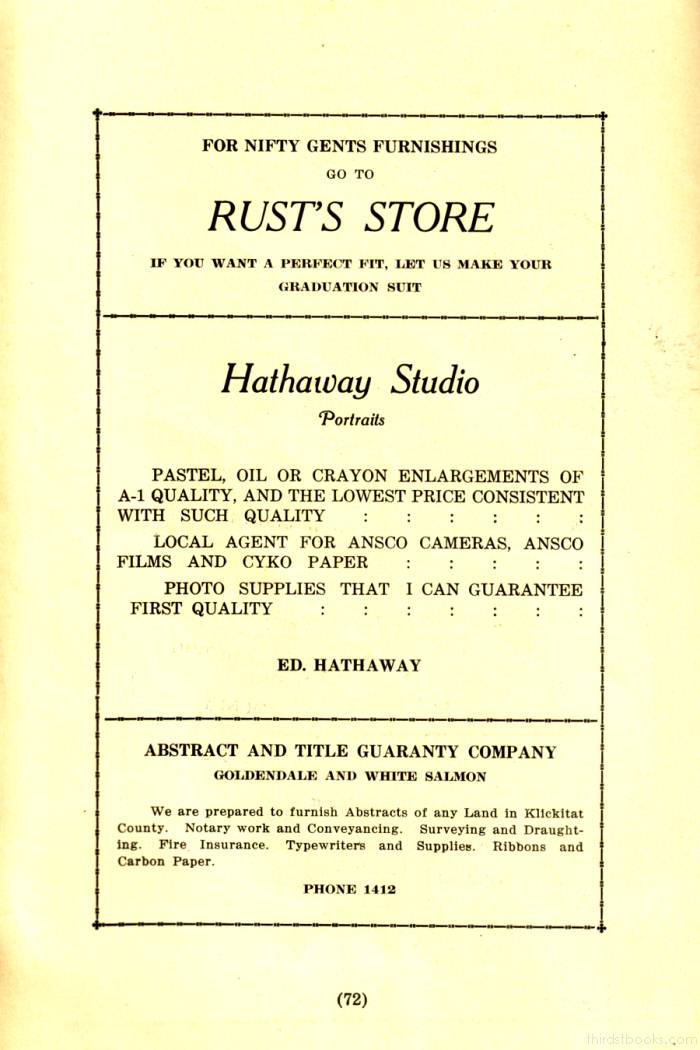 FOR NIFTY GENTS FURNISHINGS
GO TO
RUST'S STORE
IF YOU WANT A PERFECT FIT, LET US MAKE YOUR
GRADUATION SUIT
Hathaway Studio
Portraits
PASTEL, OIL OR CRAYON ENLARGEMENTS OF
A-1 QUALITY, AND THE LOWEST PRICE CONSISTENT
WITH SUCH QUALITY : : : : : :
LOCAL AGENT FOR ANSCO CAMERAS, ANSCO
FILMS AND CYKO PAPER : : : : :
PHOTO SUPPLIES THAT I CAN GUARANTEE
FIRST QUALITY : : : : : : :
ED. HATHAWAY
ABSTRACT AND TITLE GUARANTY COMPANY
GOLDENDALE AND WHITE SALMON
We are prepared to furnish Abstracts of any Land in Klickitat
County. Notary work and Conveyancing. Surveying and Draught-
ing. Fire Insurance. Typewriters and Supplies. Ribbons and
Carbon Paper.
PHONE 1412
(72)
thirdstbooks.com